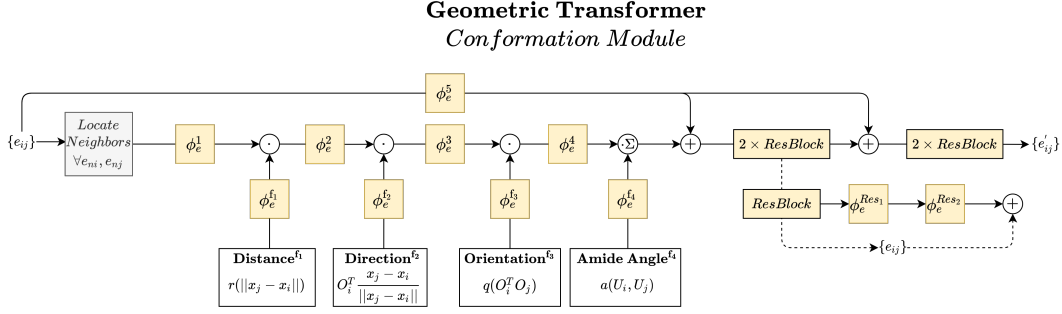 Geometric Transformer
Conformation Module
ϕ_e^5
{e_ij}
Locate
Neighbors
∀e_ni, e_nj
ϕ_e^1
·
ϕ_e^2
·
ϕ_e^3
·
ϕ_e^4
·Σ
+
2 × ResBlock
+
2 × ResBlock
{e'_ij}
ϕ_e^f₁
ϕ_e^f₂
ϕ_e^f₃
ϕ_e^f₄
ResBlock
ϕ_e^Res₁
ϕ_e^Res₂
+
{e_ij}
Distance^f₁
r(||x_j − x_i||)
Direction^f₂
O_i^T (x_j − x_i) / ||x_j − x_i||
Orientation^f₃
q(O_i^T O_j)
Amide Angle^f₄
a(U_i, U_j)